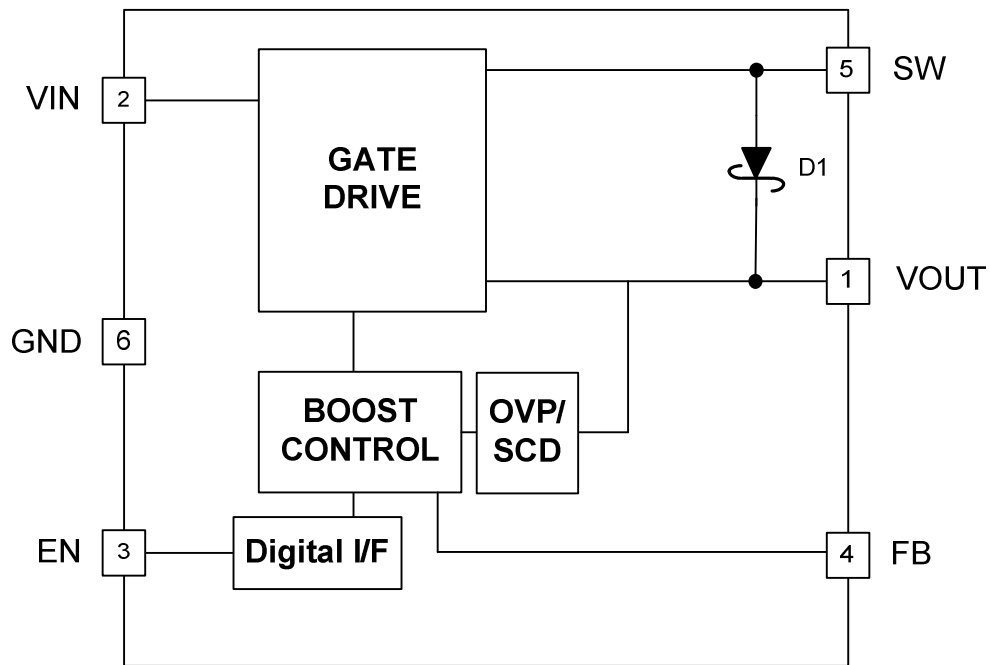 VIN
2
GATE
DRIVE
5
SW
D1
1
VOUT
GND
6
BOOST
CONTROL
OVP/
SCD
EN
3
Digital I/F
4
FB